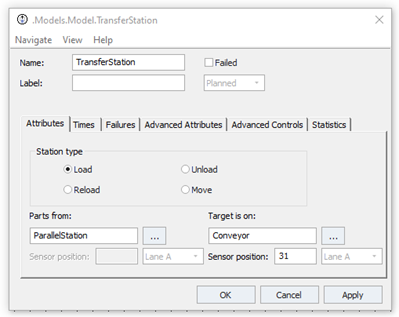 .Models.Model.TransferStation
Navigate View Help
Name: TransferStation Failed
Label: Planned
Attributes Times Failures Advanced Attributes Advanced Controls Statistics
Station type
Load Unload
Reload Move
Parts from: Target is on:
ParallelStation ... Conveyor ...
Sensor position: Lane A Sensor position: 31 Lane A
OK Cancel Apply